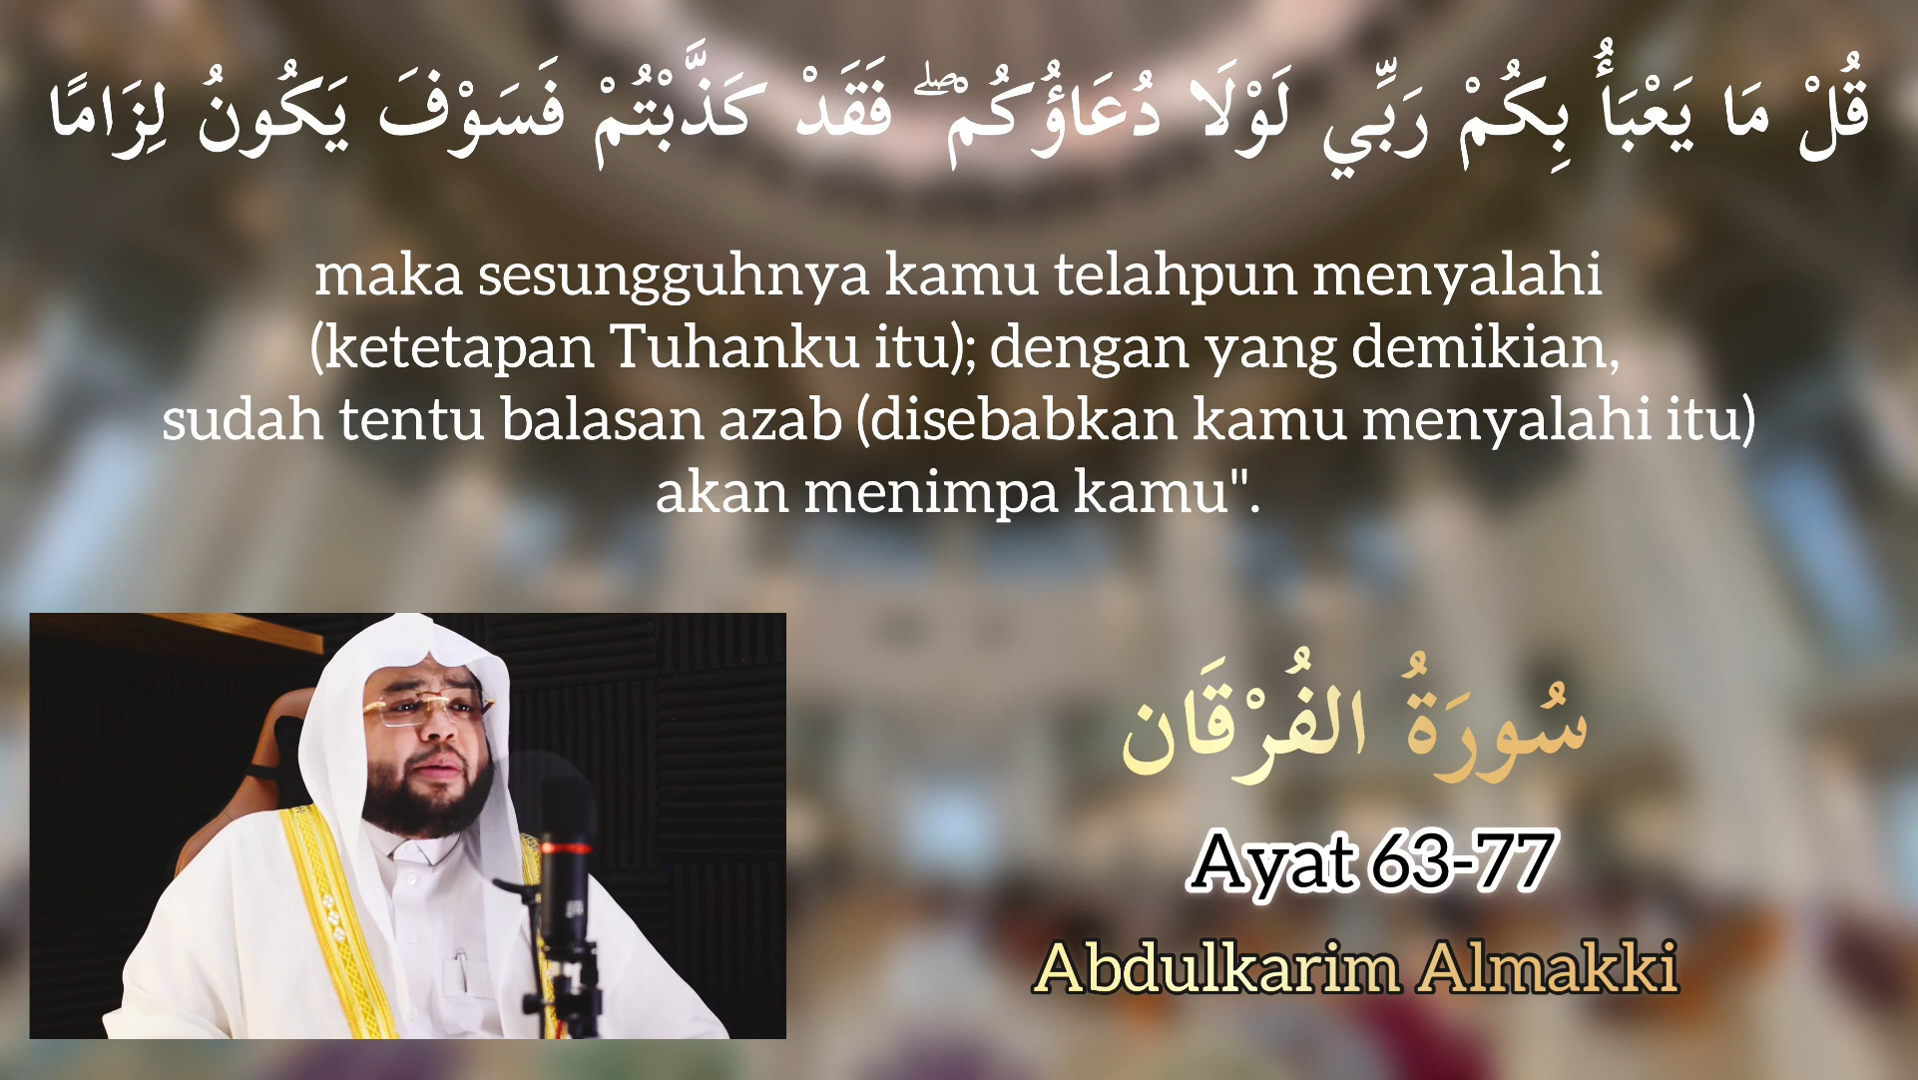 قُلْ مَا يَعْبَأُ بِكُمْ رَبِّي لَوْلَا دُعَاؤُكُمْ ۖ فَقَدْ كَذَّبْتُمْ فَسَوْفَ يَكُونُ لِزَامًا
maka sesungguhnya kamu telahpun menyalahi
(ketetapan Tuhanku itu); dengan yang demikian,
sudah tentu balasan azab (disebabkan kamu menyalahi itu)
akan menimpa kamu".
سُورَةُ الفُرْقَان
Ayat 63-77
Abdulkarim Almakki